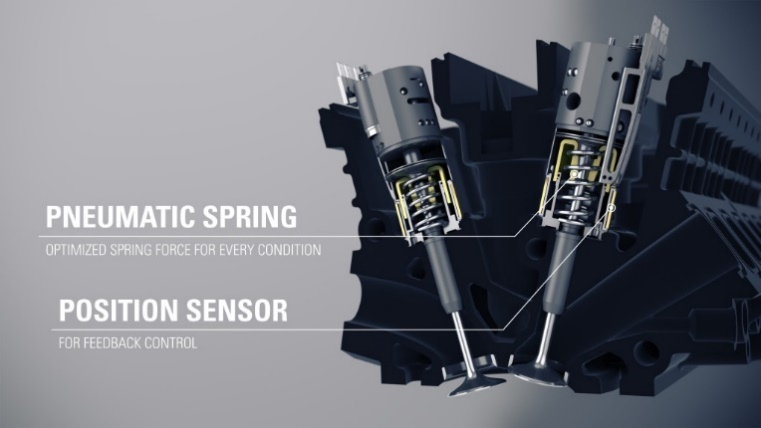 PNEUMATIC SPRING
OPTIMIZED SPRING FORCE FOR EVERY CONDITION
POSITION SENSOR
FOR FEEDBACK CONTROL